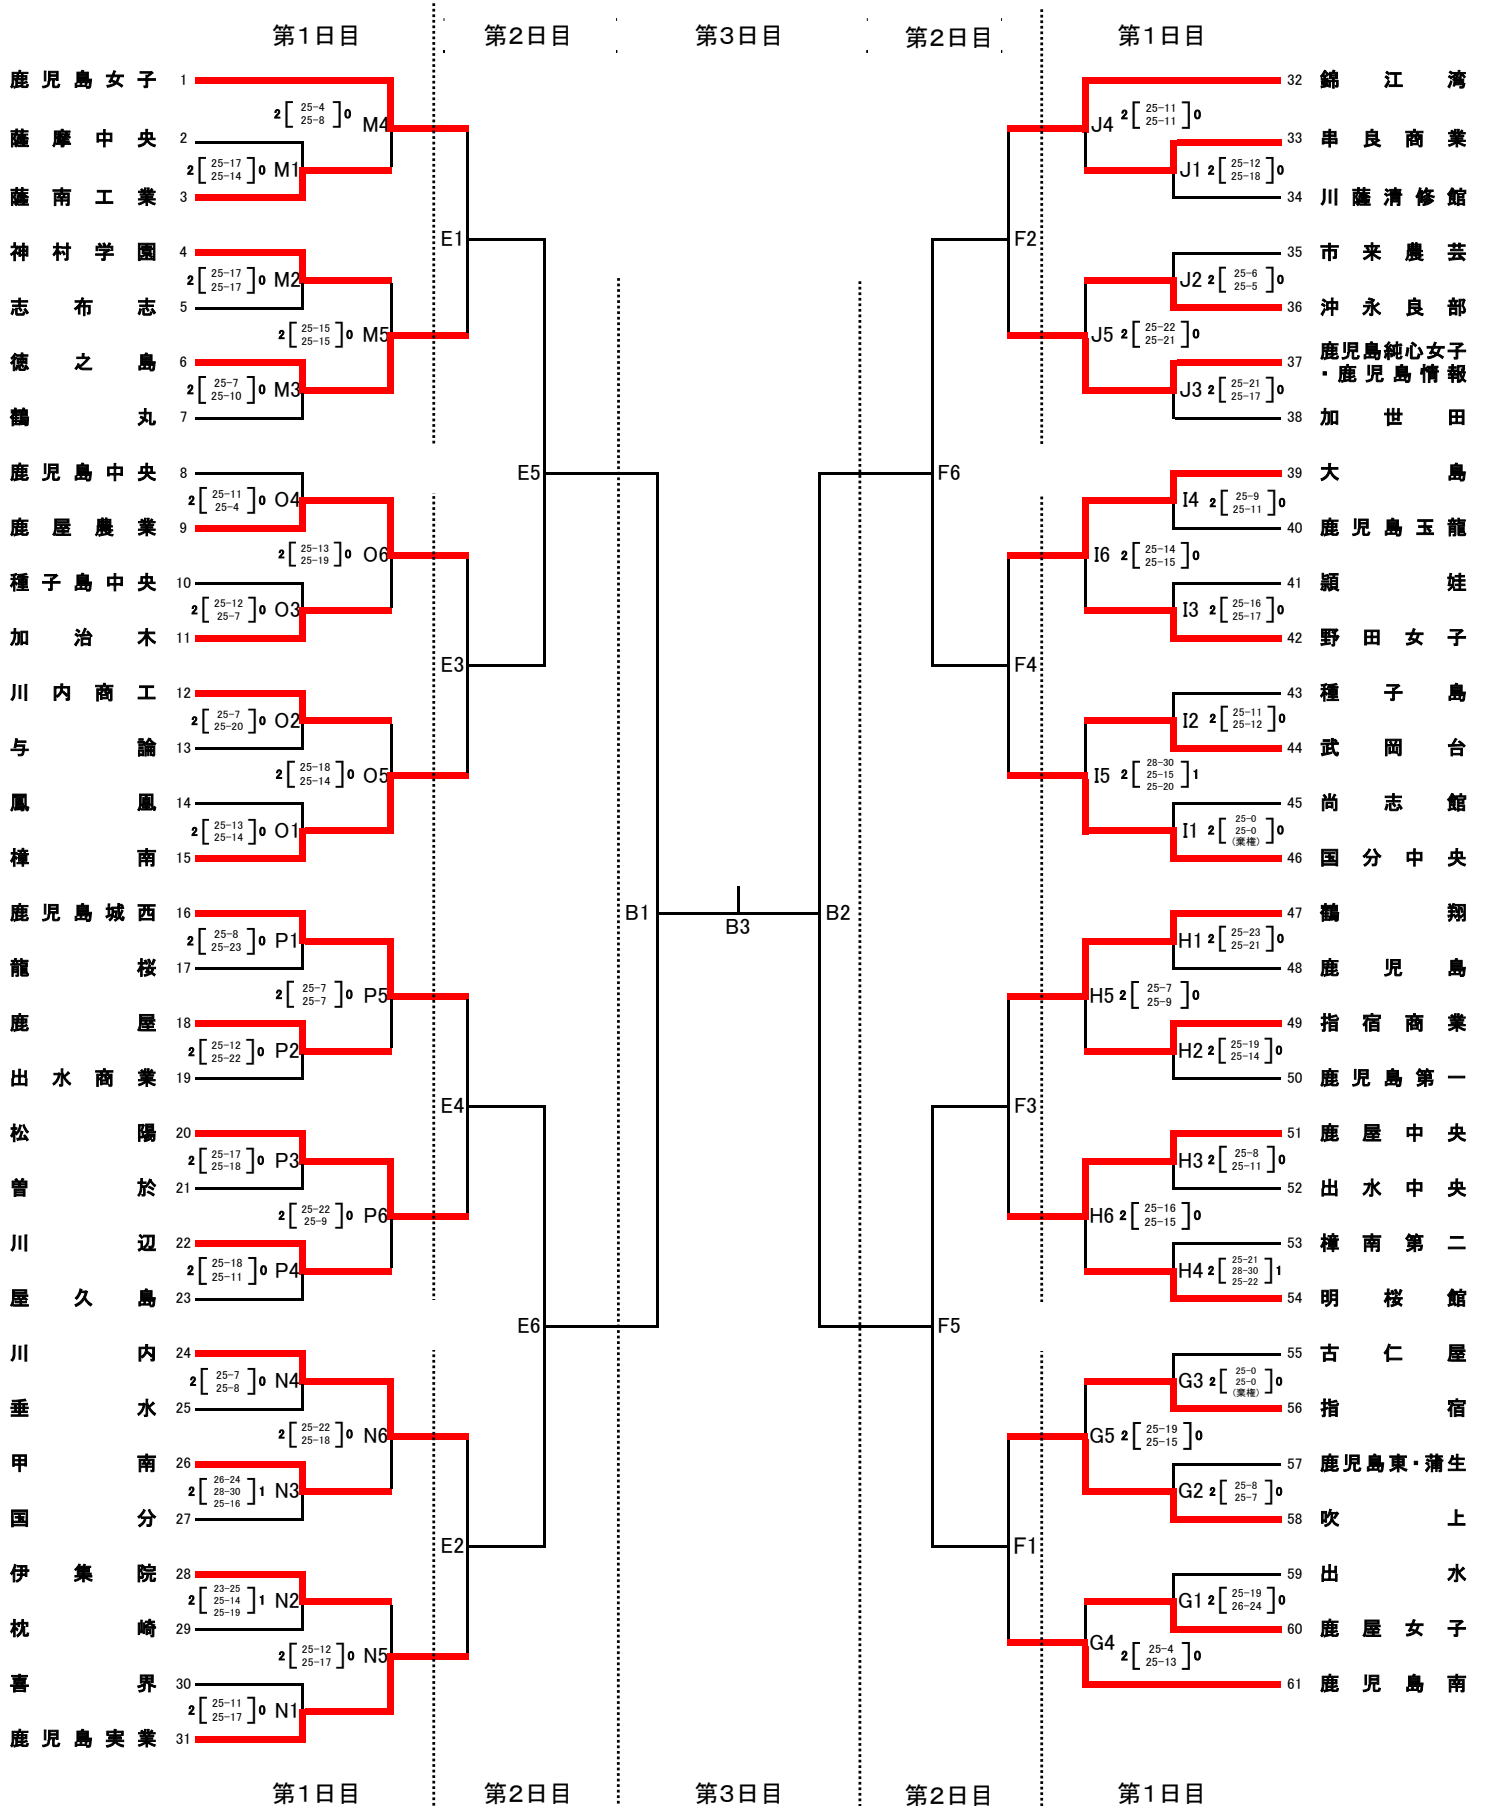 第1日目 第2日目 第3日目 第2日目 第1日目
鹿児島女子 1
2 [25-4 25-8] 0 M4
薩摩中央 2
2 [25-17 25-14] 0 M1
薩南工業 3
E1
神村学園 4
2 [25-17 25-17] 0 M2
志布志 5
2 [25-15 25-15] 0 M5
徳之島 6
2 [25-7 25-10] 0 M3
鶴丸 7
E5
鹿児島中央 8
2 [25-11 25-4] 0 O4
鹿屋農業 9
2 [25-13 25-19] 0 O6
種子島中央 10
2 [25-12 25-7] 0 O3
加治木 11
E3
川内商工 12
2 [25-7 25-20] 0 O2
与論 13
2 [25-18 25-14] 0 O5
鳳凰 14
2 [25-13 25-14] 0 O1
樟南 15
B1
鹿児島城西 16
2 [25-8 25-23] 0 P1
龍桜 17
2 [25-7 25-7] 0 P5
鹿屋 18
2 [25-12 25-22] 0 P2
出水商業 19
E4
松陽 20
2 [25-17 25-18] 0 P3
曽於 21
2 [25-22 25-9] 0 P6
川辺 22
2 [25-18 25-11] 0 P4
屋久島 23
E6
川内 24
2 [25-7 25-8] 0 N4
垂水 25
2 [25-22 25-18] 0 N6
甲南 26
2 [26-24 28-30 25-16] 1 N3
国分 27
E2
伊集院 28
2 [23-25 25-14 25-19] 1 N2
枕崎 29
2 [25-12 25-17] 0 N5
喜界 30
2 [25-11 25-17] 0 N1
鹿児島実業 31
B3
32 錦江湾
J4 2 [25-11 25-11] 0
33 串良商業
J1 2 [25-12 25-18] 0
34 川薩清修館
F2
35 市来農芸
J2 2 [25-6 25-5] 0
36 沖永良部
J5 2 [25-22 25-21] 0
37 鹿児島純心女子
・鹿児島情報
J3 2 [25-21 25-17] 0
38 加世田
F6
39 大島
I4 2 [25-9 25-11] 0
40 鹿児島玉龍
I6 2 [25-14 25-15] 0
41 頴娃
I3 2 [25-16 25-17] 0
42 野田女子
F4
43 種子島
I2 2 [25-11 25-12] 0
44 武岡台
I5 2 [28-30 25-15 25-20] 1
45 尚志館
I1 2 [25-0 25-0 (棄権)] 0
46 国分中央
B2
47 鶴翔
H1 2 [25-23 25-21] 0
48 鹿児島
H5 2 [25-7 25-9] 0
49 指宿商業
H2 2 [25-19 25-14] 0
50 鹿児島第一
F3
51 鹿屋中央
H3 2 [25-8 25-11] 0
52 出水中央
H6 2 [25-16 25-15] 0
53 樟南第二
H4 2 [25-21 28-30 25-22] 1
54 明桜館
F5
55 古仁屋
G3 2 [25-0 25-0 (棄権)] 0
56 指宿
G5 2 [25-19 25-15] 0
57 鹿児島東・蒲生
G2 2 [25-8 25-7] 0
58 吹上
F1
59 出水
G1 2 [25-19 26-24] 0
60 鹿屋女子
G4 2 [25-4 25-13] 0
61 鹿児島南
第1日目 第2日目 第3日目 第2日目 第1日目